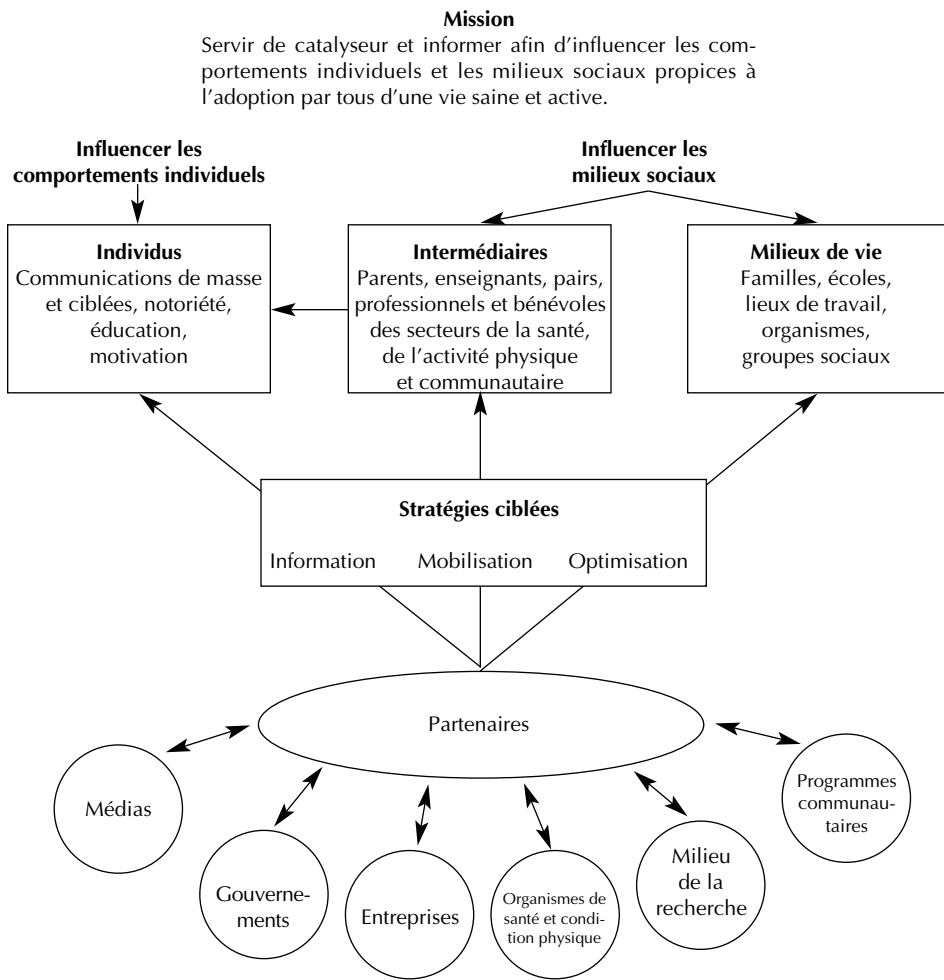 Mission
Servir de catalyseur et informer afin d’influencer les com-
portements individuels et les milieux sociaux propices à
l’adoption par tous d’une vie saine et active.
Influencer les
comportements individuels
Influencer les
milieux sociaux
Individus
Communications de masse
et ciblées, notoriété,
éducation,
motivation
Intermédiaires
Parents, enseignants, pairs,
professionnels et bénévoles
des secteurs de la santé,
de l’activité physique
et communautaire
Milieux de vie
Familles, écoles,
lieux de travail,
organismes,
groupes sociaux
Stratégies ciblées
Information Mobilisation Optimisation
Partenaires
Médias
Gouverne-
ments
Entreprises
Organismes de
santé et condi-
tion physique
Milieu
de la
recherche
Programmes
communau-
taires